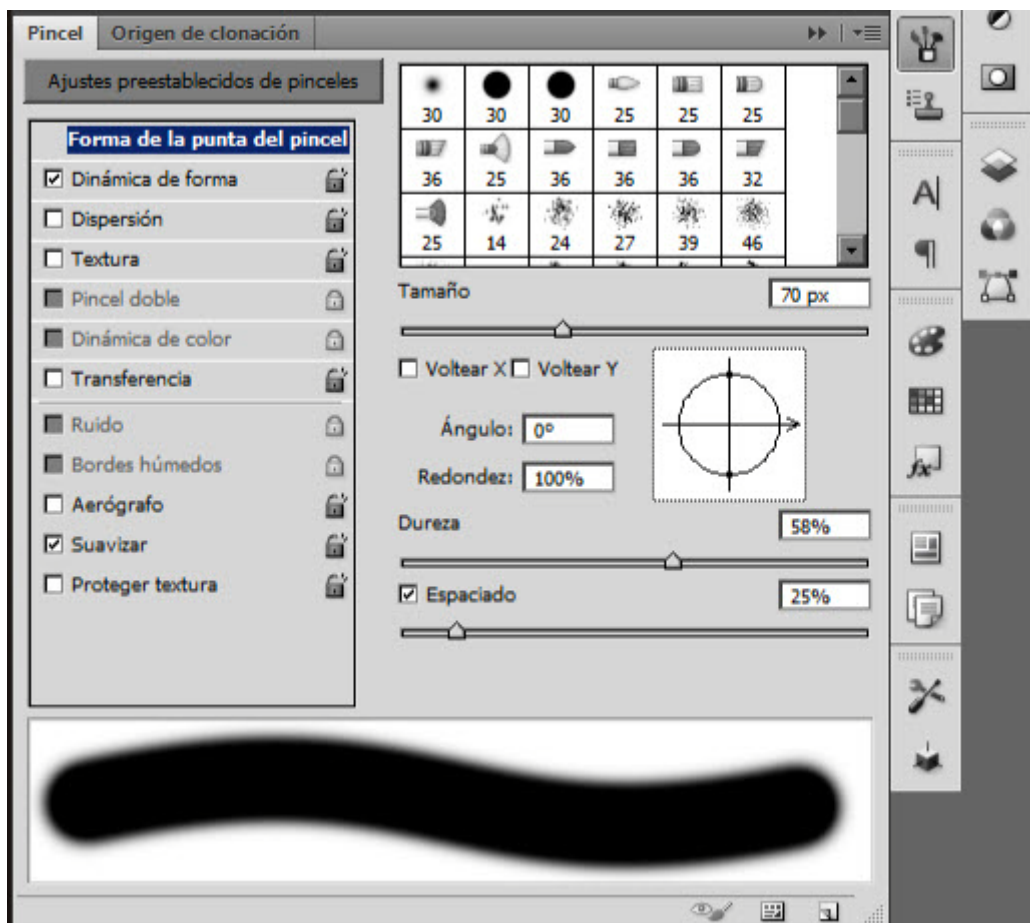 Pincel
Origen de clonación
Ajustes preestablecidos de pinceles
Forma de la punta del pincel
Dinámica de forma
Dispersión
Textura
Pincel doble
Dinámica de color
Transferencia
Ruido
Bordes húmedos
Aerógrafo
Suavizar
Proteger textura
30 30 30 25 25 25
36 25 36 36 36 32
25 14 24 27 39 46
Tamaño 70 px
Voltear X Voltear Y
Ángulo: 0º
Redondez: 100%
Dureza 58%
Espaciado 25%
A
¶
fx